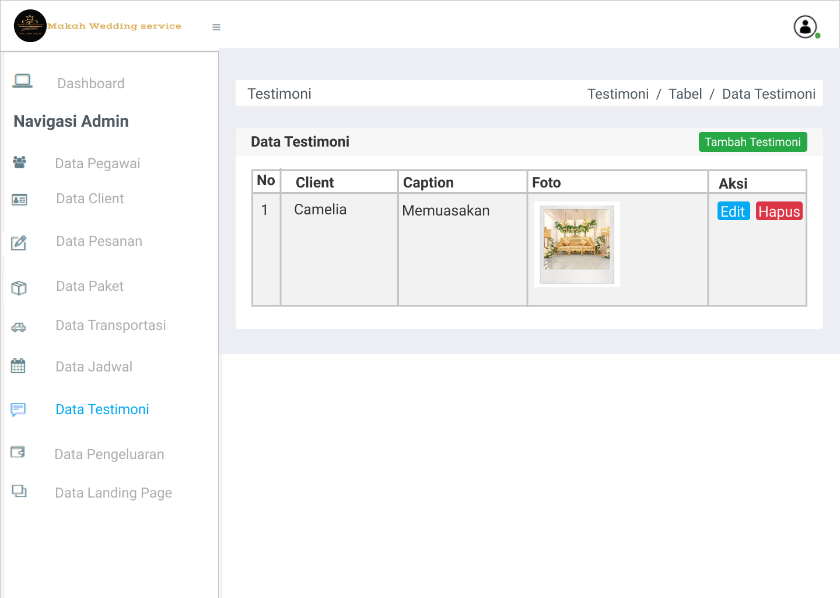 Makah Wedding service
Dashboard
Navigasi Admin
Data Pegawai
Data Client
Data Pesanan
Data Paket
Data Transportasi
Data Jadwal
Data Testimoni
Data Pengeluaran
Data Landing Page
Testimoni
Testimoni / Tabel / Data Testimoni
Data Testimoni
Tambah Testimoni
No Client Caption Foto Aksi
1 Camelia Memuasakan Edit Hapus